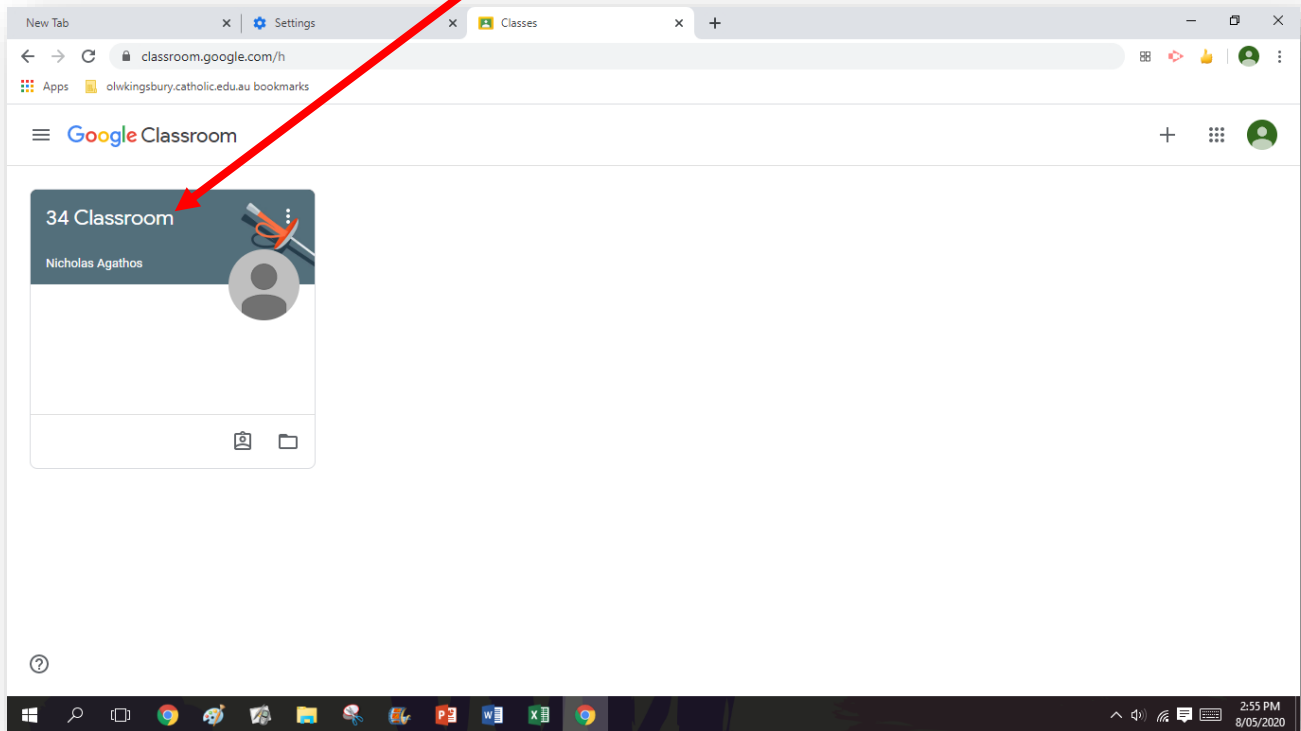 New Tab
Settings
Classes
classroom.google.com/h
Apps
olwkingsbury.catholic.edu.au bookmarks
Google Classroom
34 Classroom
Nicholas Agathos
2:55 PM
8/05/2020